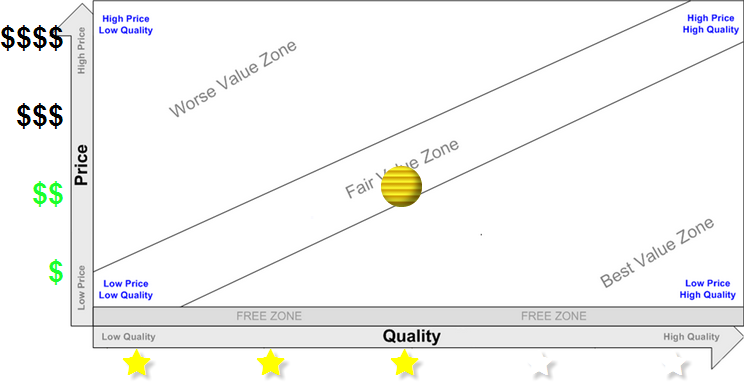 $$$$
$$$
$$
$
High Price
Price
Low Price
High Price
Low Quality
High Price
High Quality
Worse Value Zone
Fair Value Zone
Best Value Zone
Low Price
Low Quality
Low Price
High Quality
FREE ZONE
FREE ZONE
Low Quality
Quality
High Quality